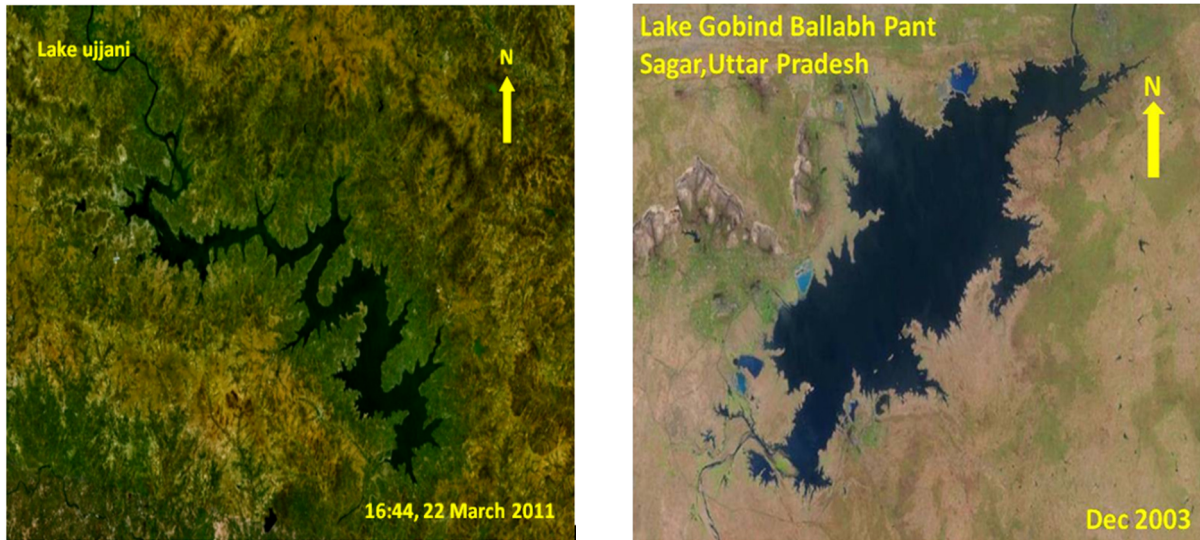 Lake ujjani
N
16:44, 22 March 2011
Lake Gobind Ballabh Pant
Sagar,Uttar Pradesh
N
Dec 2003